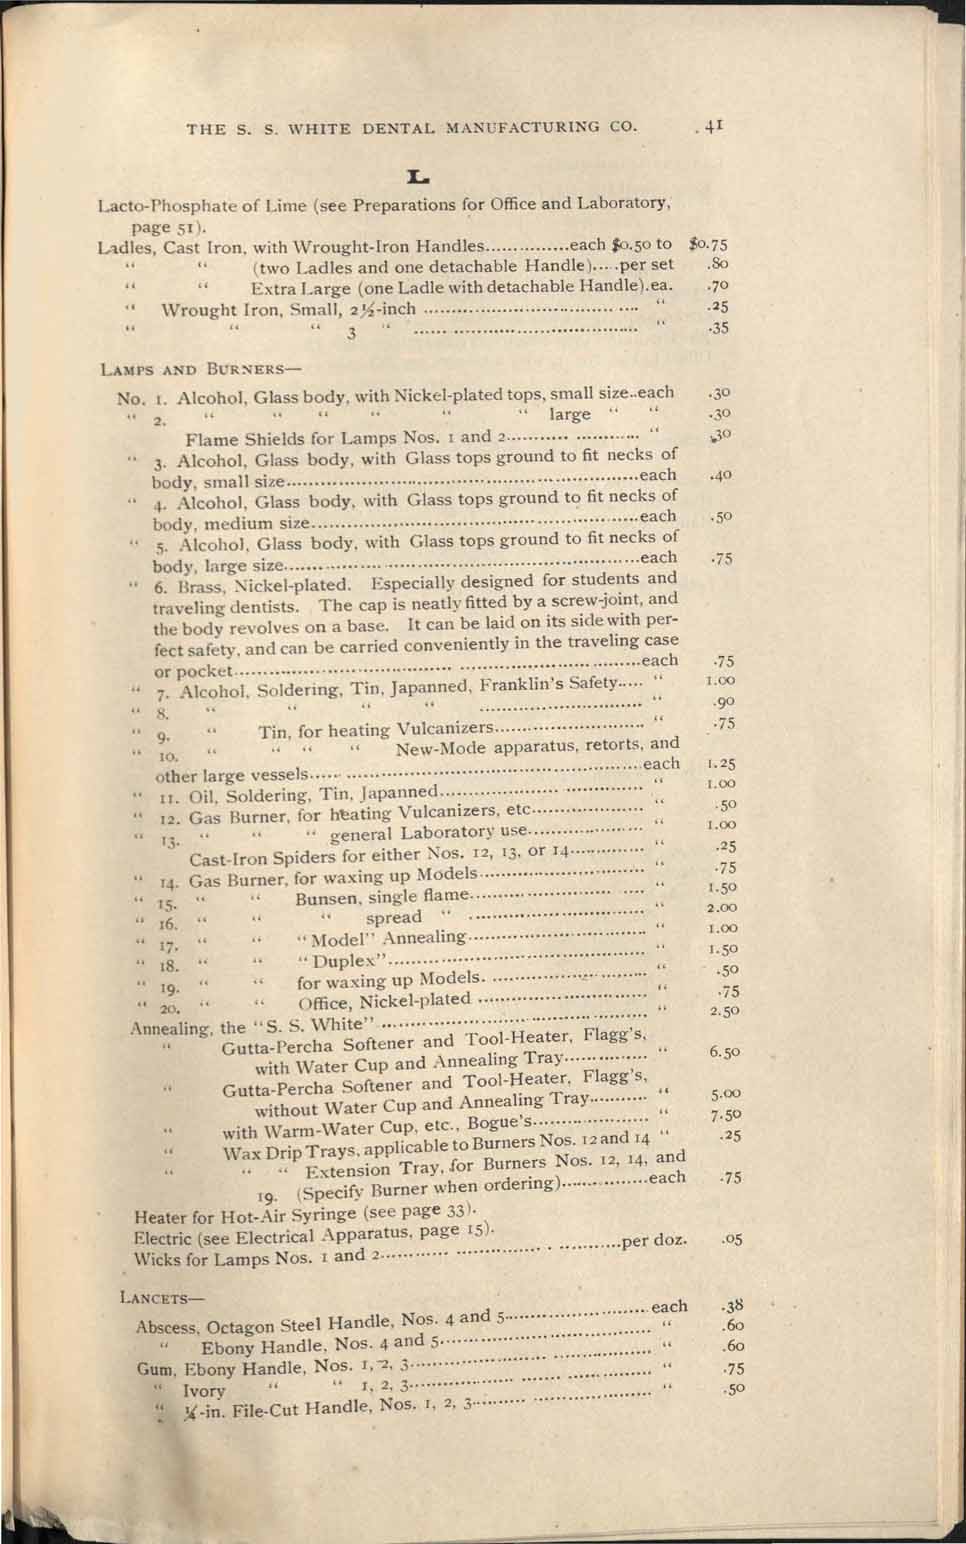 THE S. S. WHITE DENTAL MANUFACTURING CO. 41
L
Lacto-Phosphate of Lime (see Preparations for Office and Laboratory,
page 51).
Ladles, Cast Iron, with Wrought-Iron Handles................each $0.50 to $0.75
“ “ (two Ladles and one detachable Handle).....per set .80
“ “ Extra Large (one Ladle with detachable Handle).ea. .70
“ Wrought Iron, Small, 2½-inch ........................................ “ .25
“ “ “ 3 “ ........................................ “ .35
LAMPS AND BURNERS—
No. 1. Alcohol, Glass body, with Nickel-plated tops, small size..each .30
“ 2. “ “ “ “ “ “ large “ “ .30
Flame Shields for Lamps Nos. 1 and 2........................ “ .30
“ 3. Alcohol, Glass body, with Glass tops ground to fit necks of
body, small size................................................................each .40
“ 4. Alcohol, Glass body, with Glass tops ground to fit necks of
body, medium size............................................................each .50
“ 5. Alcohol, Glass body, with Glass tops ground to fit necks of
body, large size................................................................each .75
“ 6. Brass, Nickel-plated. Especially designed for students and
traveling dentists. The cap is neatly fitted by a screw-joint, and
the body revolves on a base. It can be laid on its side with per-
fect safety, and can be carried conveniently in the traveling case
or pocket........................................................................each .75
“ 7. Alcohol, Soldering, Tin, Japanned, Franklin's Safety..... “ 1.00
“ 8. “ “ “ “ ............................. “ .90
“ 9. “ Tin, for heating Vulcanizers........................... “ .75
“ 10. “ “ “ “ New-Mode apparatus, retorts, and
other large vessels............................................................each 1.25
“ 11. Oil, Soldering, Tin, Japanned.................................... “ 1.00
“ 12. Gas Burner, for heating Vulcanizers, etc.................... “ .50
“ 13. “ “ “ general Laboratory use..................... “ 1.00
Cast-Iron Spiders for either Nos. 12, 13, or 14.............. “ .25
“ 14. Gas Burner, for waxing up Models............................. “ .75
“ 15. “ “ Bunsen, single flame............................... “ 1.50
“ 16. “ “ “ spread “ ............................... “ 2.00
“ 17. “ “ “Model” Annealing............................... “ 1.00
“ 18. “ “ “Duplex”............................................. “ 1.50
“ 19. “ “ for waxing up Models............................. “ .50
“ 20. “ “ Office, Nickel-plated .............................. “ .75
Annealing, the “S. S. White” ............................................... “ 2.50
“ Gutta-Percha Softener and Tool-Heater, Flagg's,
with Water Cup and Annealing Tray............... “ 6.50
“ Gutta-Percha Softener and Tool-Heater, Flagg's,
without Water Cup and Annealing Tray.......... “ 5.00
“ with Warm-Water Cup, etc., Bogue's..................... “ 7.50
“ Wax Drip Trays, applicable to Burners Nos. 12 and 14 “ .25
“ “ “ Extension Tray, for Burners Nos. 12, 14, and
19. (Specify Burner when ordering)................each .75
Heater for Hot-Air Syringe (see page 33).
Electric (see Electrical Apparatus, page 15).
Wicks for Lamps Nos. 1 and 2........................................per doz. .05
LANCETS—
Abscess, Octagon Steel Handle, Nos. 4 and 5.........................each .38
“ Ebony Handle, Nos. 4 and 5.................................... “ .60
Gum, Ebony Handle, Nos. 1, 2, 3........................................ “ .60
“ Ivory “ “ 1, 2, 3........................................ “ .75
“ ¼-in. File-Cut Handle, Nos. 1, 2, 3.............................. “ .50